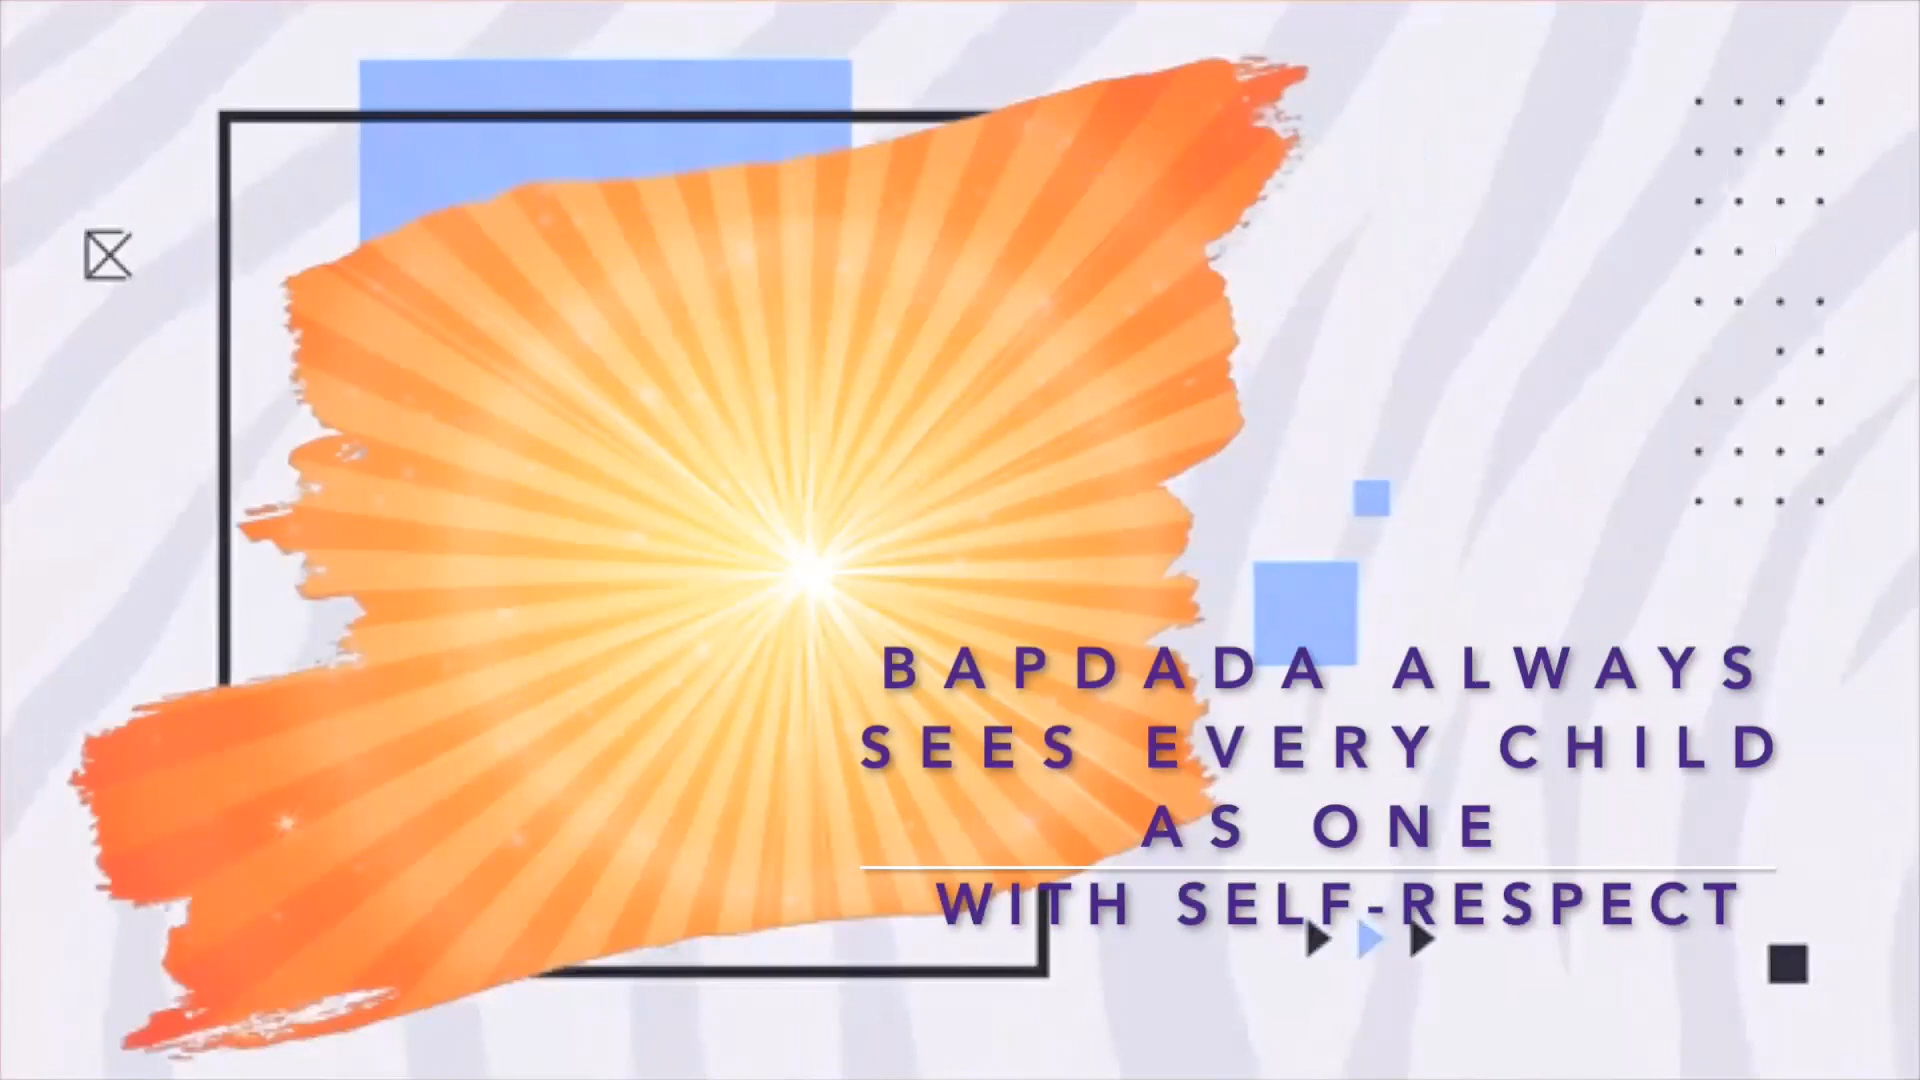 BAPDADA ALWAYS
SEES EVERY CHILD
AS ONE
WITH SELF-RESPECT